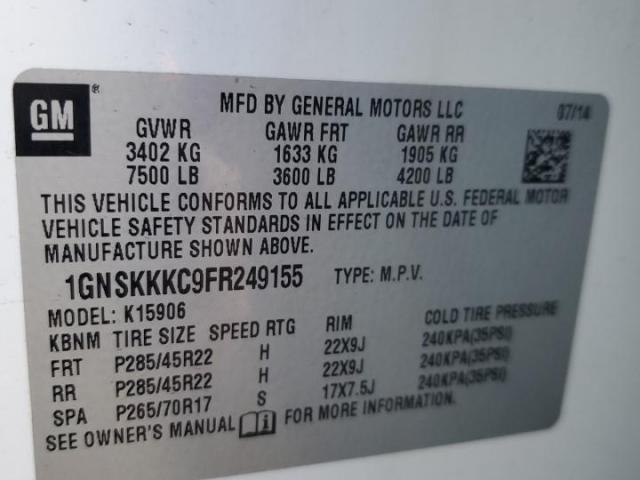 GM ®
MFD BY GENERAL MOTORS LLC 07/14
GVWR GAWR FRT GAWR RR
3402 KG 1633 KG 1905 KG
7500 LB 3600 LB 4200 LB
THIS VEHICLE CONFORMS TO ALL APPLICABLE U.S. FEDERAL MOTOR
VEHICLE SAFETY STANDARDS IN EFFECT ON THE DATE OF
MANUFACTURE SHOWN ABOVE.
1GNSKKKC9FR249155 TYPE: M.P.V.
MODEL: K15906
KBNM TIRE SIZE SPEED RTG RIM COLD TIRE PRESSURE
FRT P285/45R22 H 22X9J 240KPA(35PSI)
RR P285/45R22 H 22X9J 240KPA(35PSI)
SPA P265/70R17 S 17X7.5J 240KPA(35PSI)
SEE OWNER'S MANUAL FOR MORE INFORMATION.